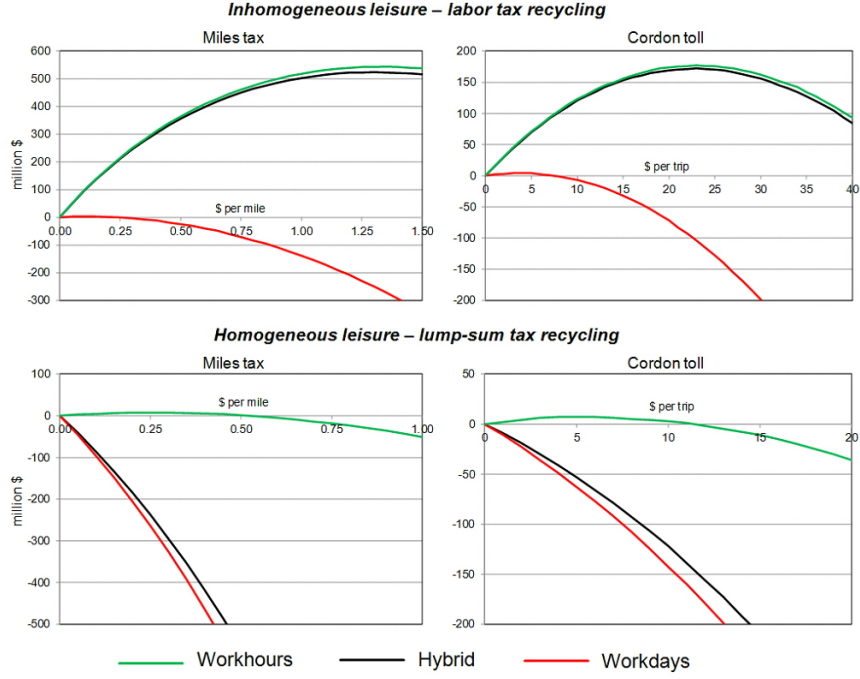 Inhomogeneous leisure – labor tax recycling
Miles tax
Cordon toll
million $
600
500
400
300
200
100
0
-100
-200
-300
$ per mile
0.00 0.25 0.50 0.75 1.00 1.25 1.50
200
150
100
50
0
-50
-100
-150
-200
$ per trip
0 5 10 15 20 25 30 35 40
Homogeneous leisure – lump-sum tax recycling
Miles tax
Cordon toll
million $
100
0
-100
-200
-300
-400
-500
$ per mile
0.00 0.25 0.50 0.75 1.00
50
0
-50
-100
-150
-200
$ per trip
0 5 10 15 20
Workhours Hybrid Workdays